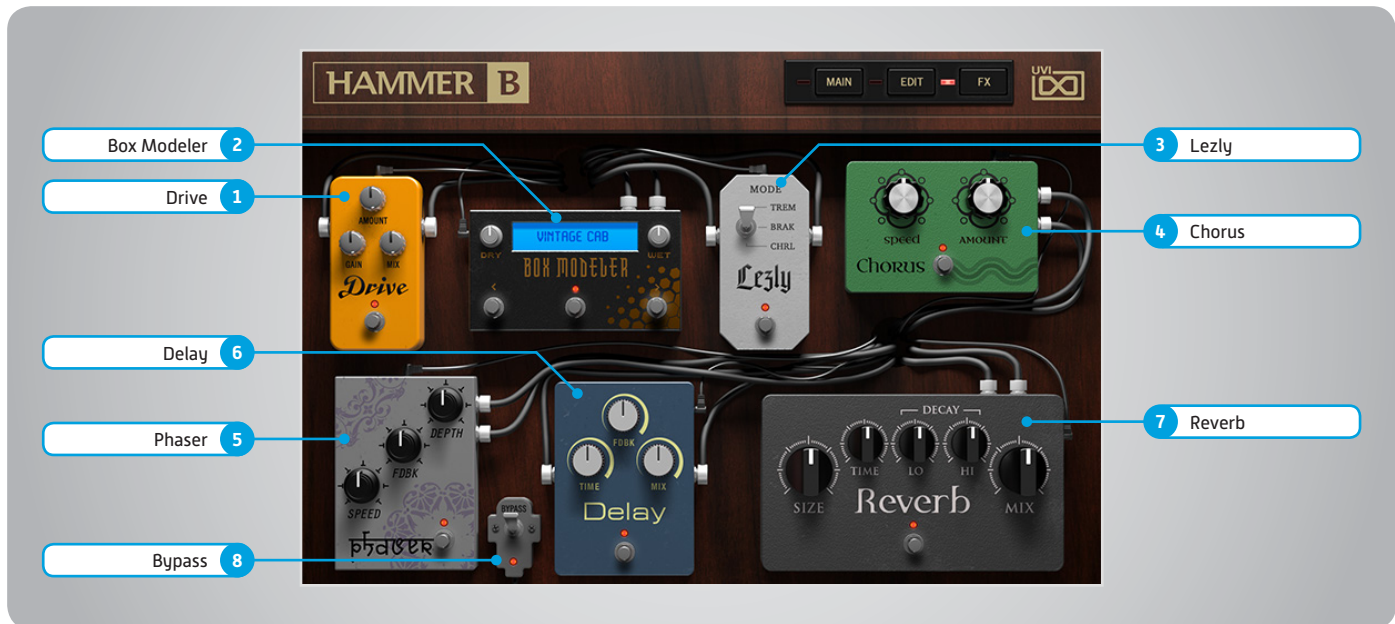 HAMMER B
MAIN
EDIT
FX
UVI
Box Modeler 2
Drive 1
3 Lezly
4 Chorus
Delay 6
Phaser 5
7 Reverb
Bypass 8
AMOUNT
GAIN
MIX
Drive
VINTAGE CAB
DRY
WET
BOX MODELER
<
MODE
TREM
BRAK
CHRL
Lezly
speed
AMOUNT
Chorus
DEPTH
FDBK
SPEED
phaser
BYPASS
FDBK
TIME
MIX
Delay
DECAY
SIZE
TIME
LO
HI
MIX
Reverb